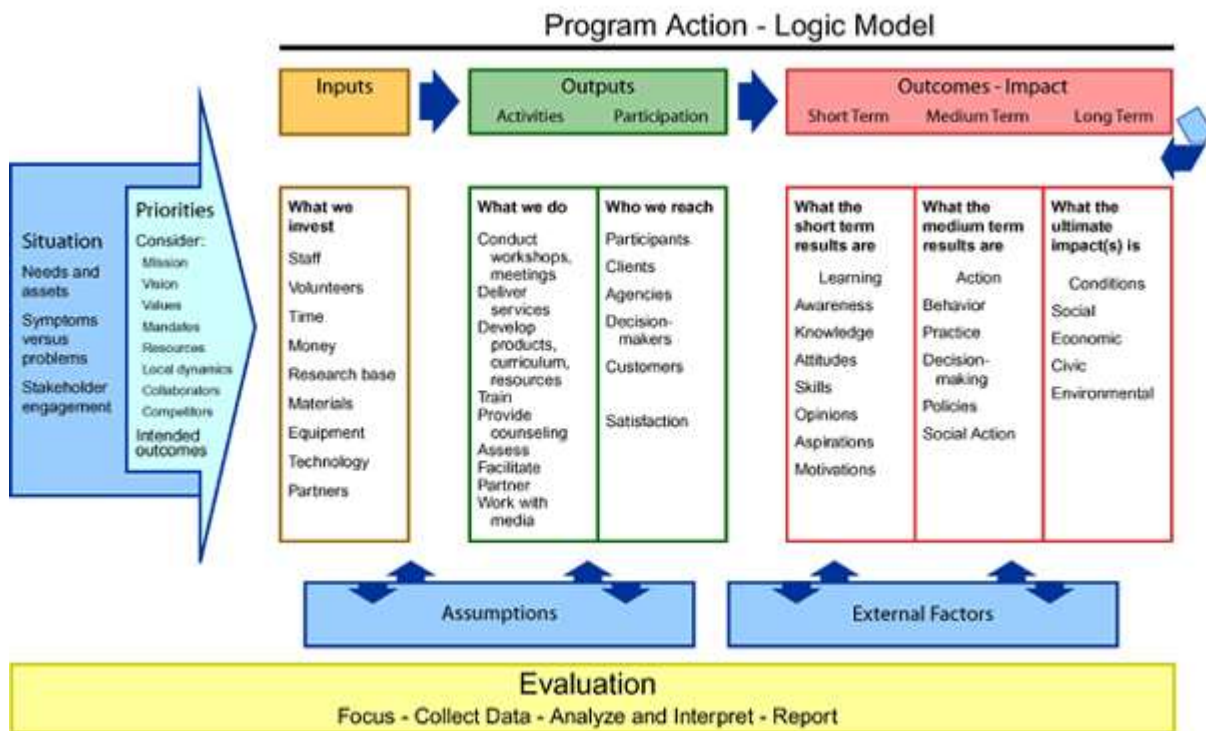 Program Action - Logic Model
Inputs
Outputs
Activities
Participation
Outcomes - Impact
Short Term
Medium Term
Long Term
Situation
Needs and
assets
Symptoms
versus
problems
Stakeholder
engagement
Priorities
Consider:
Mission
Vision
Values
Mandates
Resources
Local dynamics
Collaborators
Competitors
Intended
outcomes
What we
invest
Staff
Volunteers
Time
Money
Research base
Materials
Equipment
Technology
Partners
What we do
Conduct
workshops,
meetings
Deliver
services
Develop
products,
curriculum,
resources
Train
Provide
counseling
Assess
Facilitate
Partner
Work with
media
Who we reach
Participants
Clients
Agencies
Decision-
makers
Customers
Satisfaction
What the
short term
results are
Learning
Awareness
Knowledge
Attitudes
Skills
Opinions
Aspirations
Motivations
What the
medium term
results are
Action
Behavior
Practice
Decision-
making
Policies
Social Action
What the
ultimate
impact(s) is
Conditions
Social
Economic
Civic
Environmental
Assumptions
External Factors
Evaluation
Focus - Collect Data - Analyze and Interpret - Report